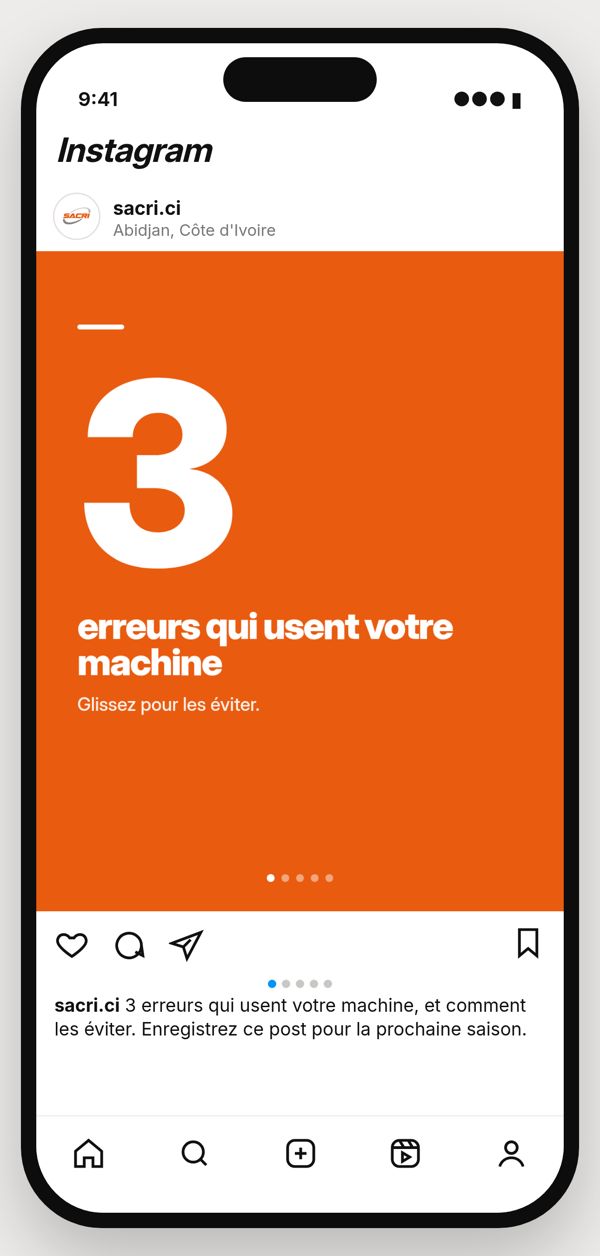 9:41
Instagram
SACRI
sacri.ci
Abidjan, Côte d'Ivoire
3
erreurs qui usent votre
machine
Glissez pour les éviter.
sacri.ci 3 erreurs qui usent votre machine, et comment
les éviter. Enregistrez ce post pour la prochaine saison.